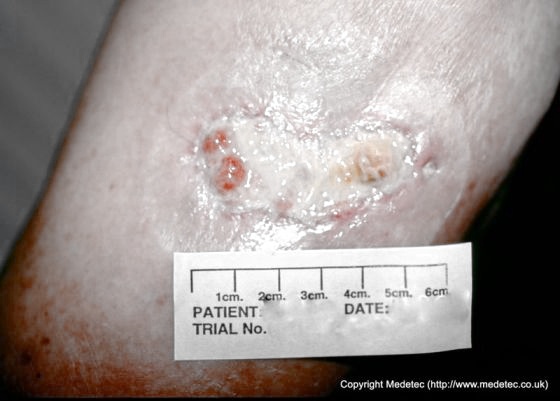 1cm. 2cm. 3cm. 4cm. 5cm. 6cm
PATIENT: DATE:
TRIAL No.
Copyright Medetec (http://www.medetec.co.uk)